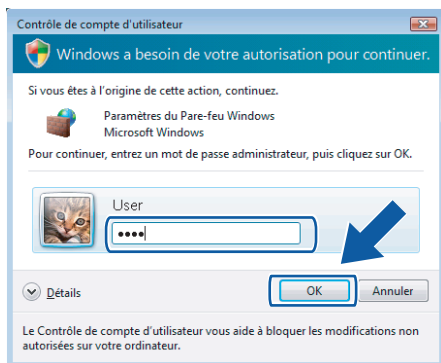 Contrôle de compte d'utilisateur
Windows a besoin de votre autorisation pour continuer.
Si vous êtes à l'origine de cette action, continuez.
Paramètres du Pare-feu Windows
Microsoft Windows
Pour continuer, entrez un mot de passe administrateur, puis cliquez sur OK.
User
••••
Détails
OK
Annuler
Le Contrôle de compte d'utilisateur vous aide à bloquer les modifications non
autorisées sur votre ordinateur.